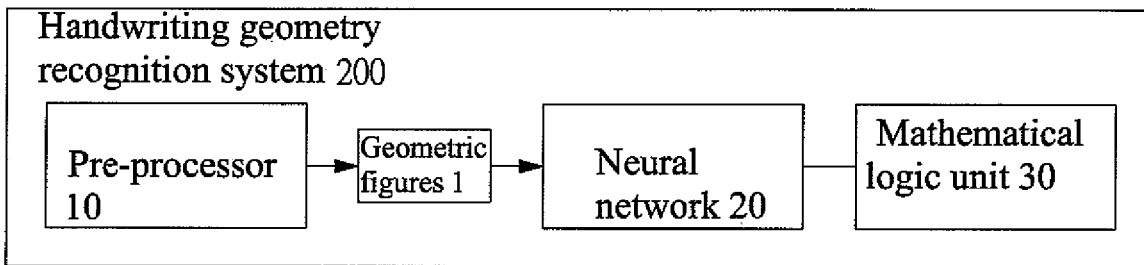 Handwriting geometry
recognition system 200
Pre-processor
10
Geometric
figures 1
Neural
network 20
Mathematical
logic unit 30